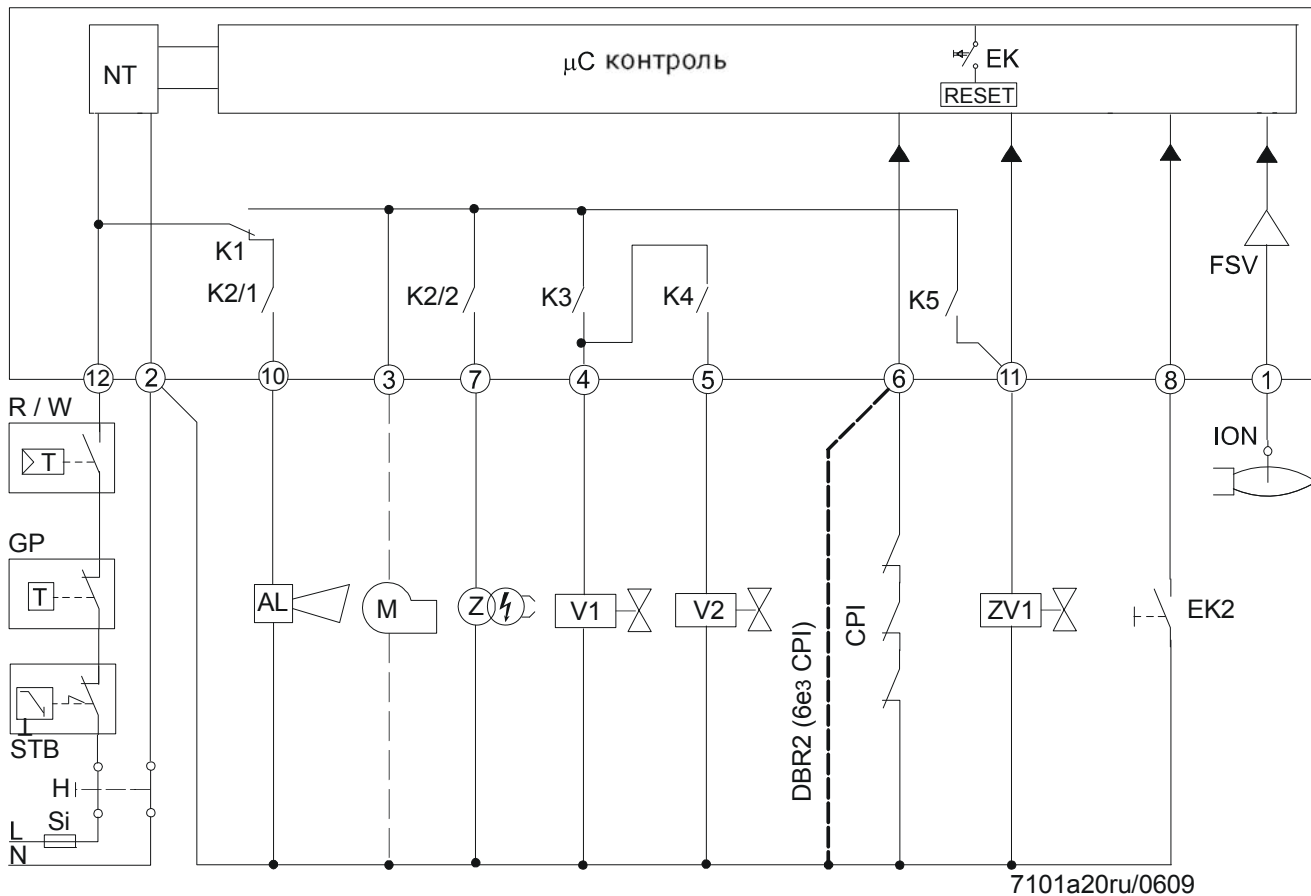 NT
µC контроль
EK
RESET
K1
K2/1
K2/2
K3
K4
K5
FSV
12
2
10
3
7
4
5
6
11
8
1
R / W
T
GP
T
STB
H
Si
L
N
AL
M
Z
V1
V2
DBR2 (без CPI)
CPI
ZV1
EK2
ION
7101a20ru/0609